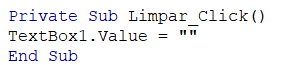 Private Sub Limpar_Click()
TextBox1.Value = ""
End Sub